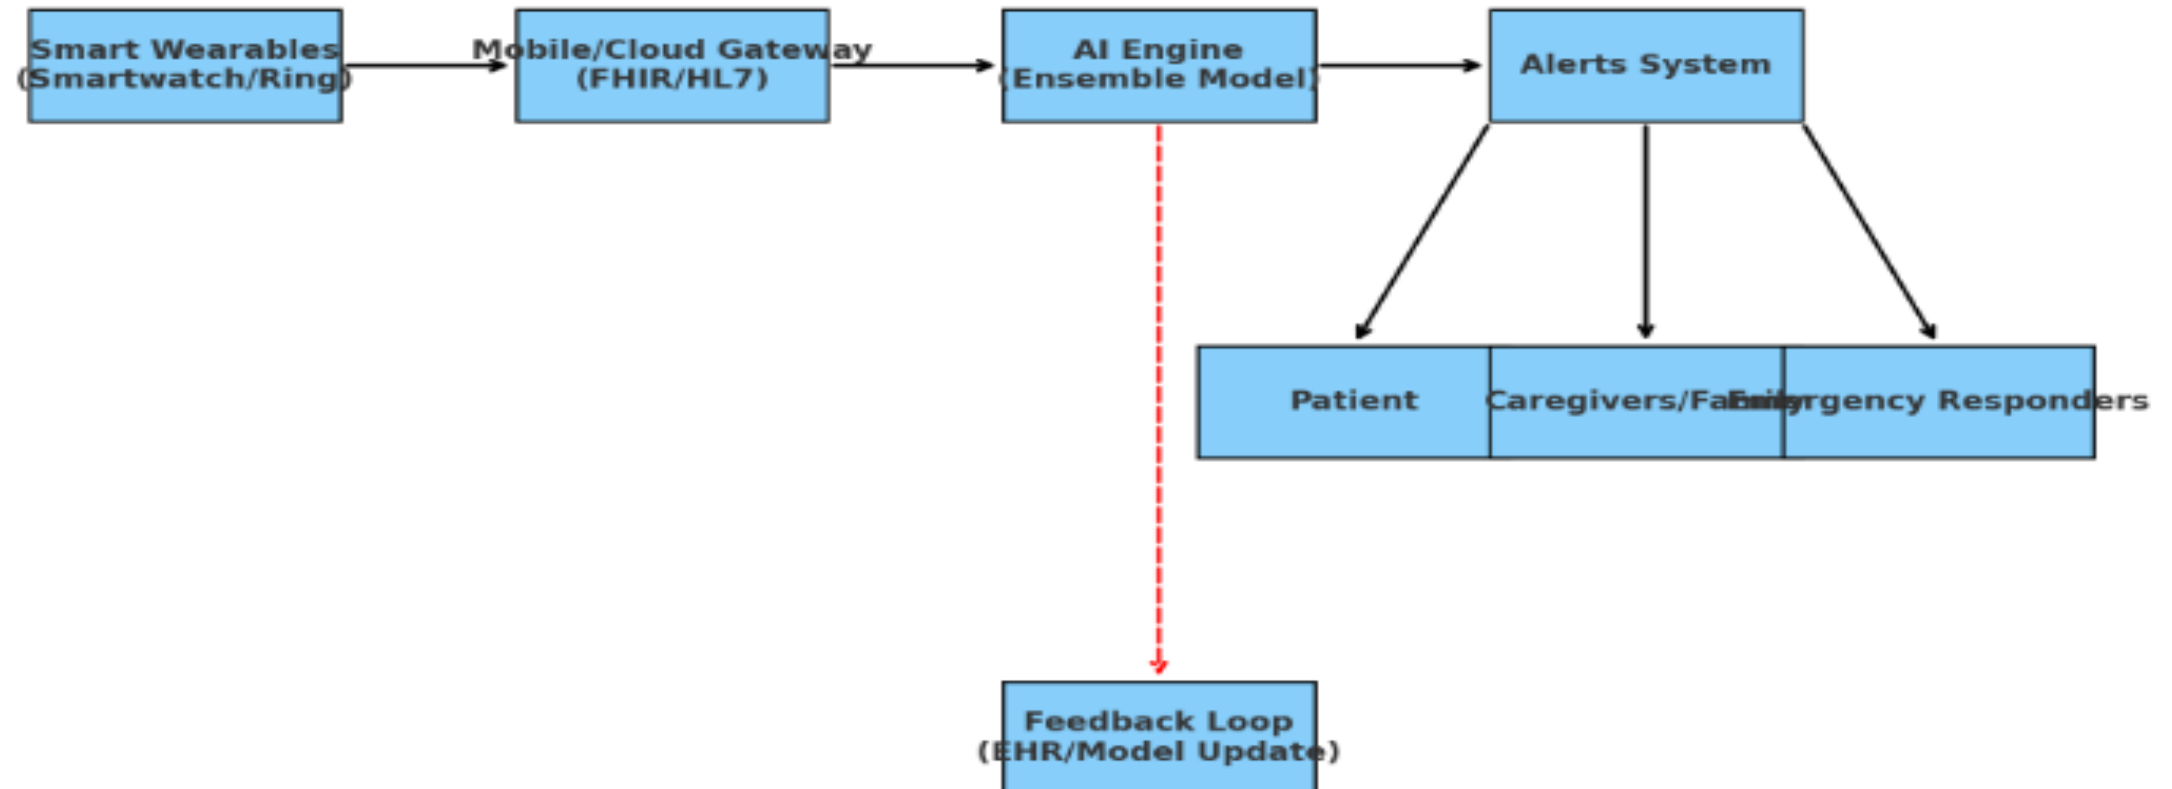 Smart Wearables
(Smartwatch/Ring)
Mobile/Cloud Gateway
(FHIR/HL7)
AI Engine
(Ensemble Model)
Alerts System
Patient
Caregivers/Family
Emergency Responders
Feedback Loop
(EHR/Model Update)